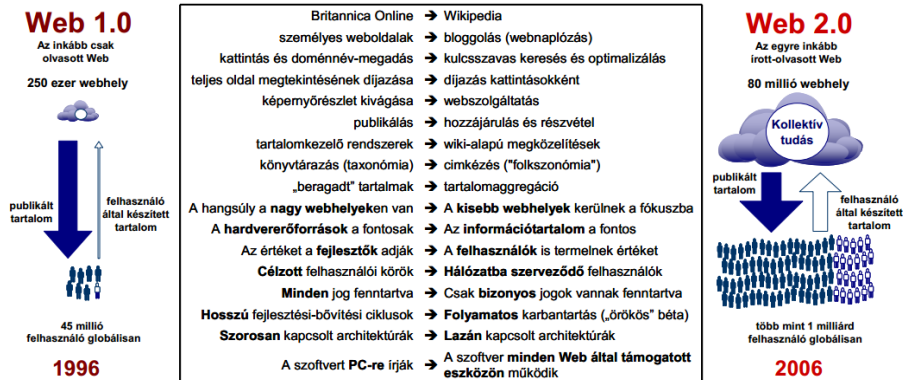 Web 1.0
Az inkább csak
olvasott Web
250 ezer webhely
publikált
tartalom
felhasználó
által készített
tartalom
45 millió
felhasználó globálisan
1996
Britannica Online ➔ Wikipedia
személyes weboldalak ➔ bloggolás (webnaplózás)
kattintás és doménnév-megadás ➔ kulcsszavas keresés és optimalizálás
teljes oldal megtekintésének díjazása ➔ díjazás kattintásokként
képernyőrészlet kivágása ➔ webszolgáltatás
publikálás ➔ hozzájárulás és részvétel
tartalomkezelő rendszerek ➔ wiki-alapú megközelítések
könyvtárazás (taxonómia) ➔ cimkézés ("folkszonómia")
„beragadt” tartalmak ➔ tartalomaggregáció
A hangsúly a nagy webhelyeken van ➔ A kisebb webhelyek kerülnek a fókuszba
A hardvererőforrások a fontosak ➔ Az információtartalom a fontos
Az értéket a fejlesztők adják ➔ A felhasználók is termelnek értéket
Célzott felhasználói körök ➔ Hálózatba szerveződő felhasználók
Minden jog fenntartva ➔ Csak bizonyos jogok vannak fenntartva
Hosszú fejlesztési-bővítési ciklusok ➔ Folyamatos karbantartás („örökös” béta)
Szorosan kapcsolt architektúrák ➔ Lazán kapcsolt architektúrák
A szoftvert PC-re írják ➔ A szoftver minden Web által támogatott
eszközön működik
Web 2.0
Az egyre inkább
írott-olvasott Web
80 millió webhely
Kollektív
tudás
publikált
tartalom
felhasználó
által készített
tartalom
több mint 1 milliárd
felhasználó globálisan
2006